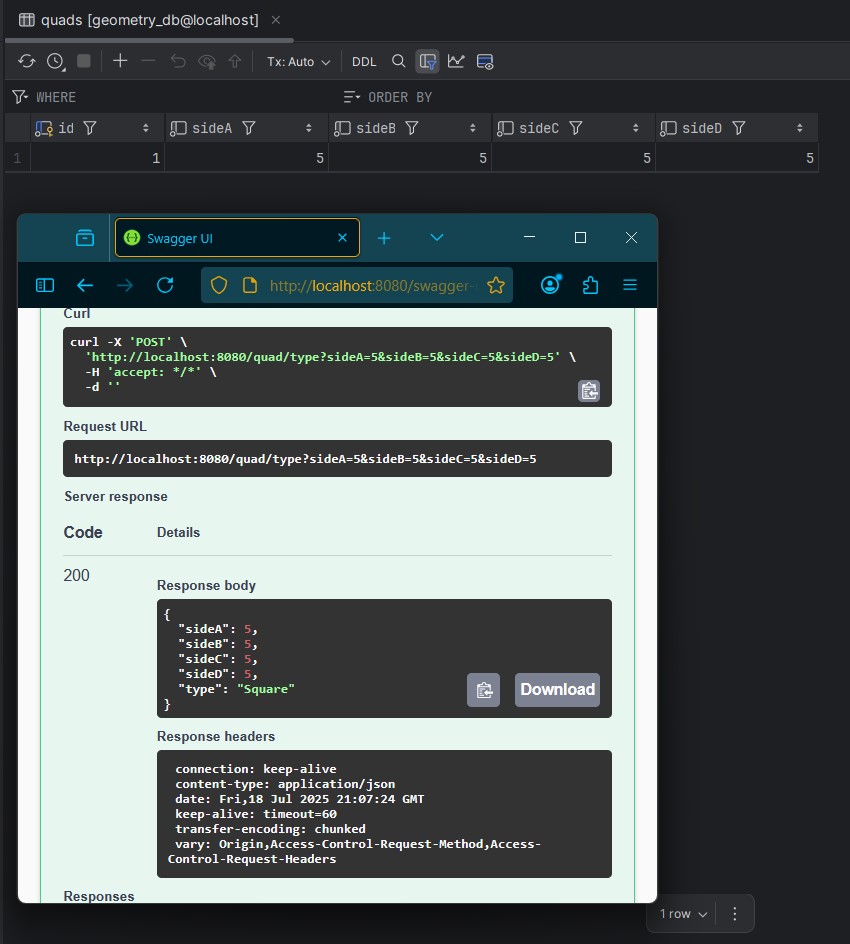 quads [geometry_db@localhost]
Tx: Auto DDL
WHERE ORDER BY
id sideA sideB sideC sideD
1 1 5 5 5 5
Swagger UI
http://localhost:8080/swagger-
Curl
curl -X 'POST' \
'http://localhost:8080/quad/type?sideA=5&sideB=5&sideC=5&sideD=5' \
-H 'accept: */*' \
-d ''
Request URL
http://localhost:8080/quad/type?sideA=5&sideB=5&sideC=5&sideD=5
Server response
Code Details
200
Response body
{
"sideA": 5,
"sideB": 5,
"sideC": 5,
"sideD": 5,
"type": "Square"
}
Download
Response headers
connection: keep-alive
content-type: application/json
date: Fri,18 Jul 2025 21:07:24 GMT
keep-alive: timeout=60
transfer-encoding: chunked
vary: Origin,Access-Control-Request-Method,Access-
Control-Request-Headers
Responses
1 row